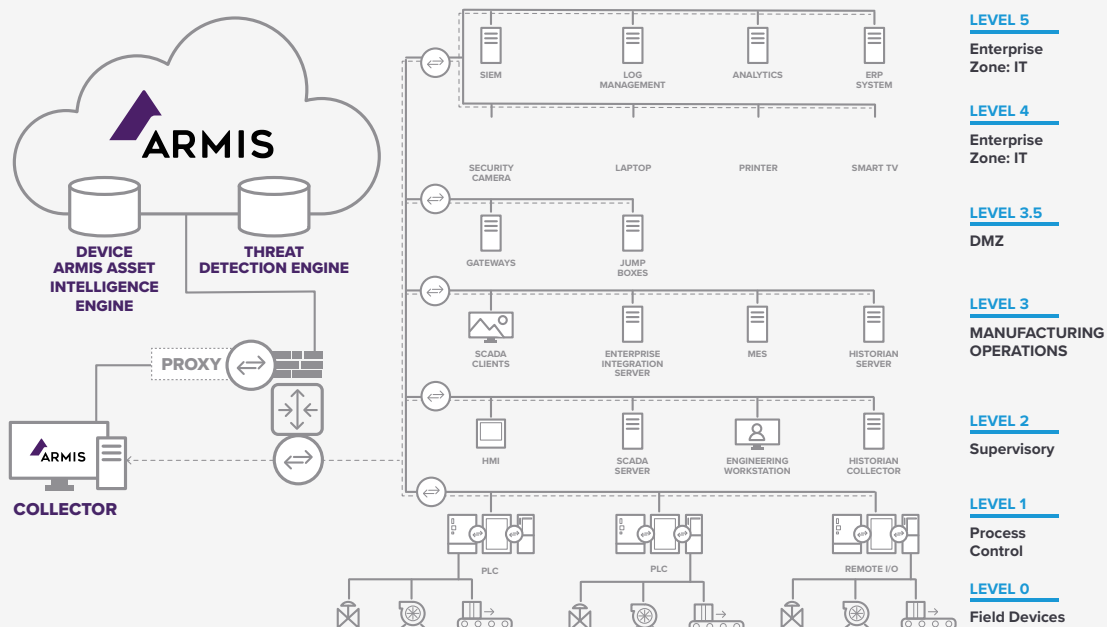 ARMIS
DEVICE
ARMIS ASSET
INTELLIGENCE
ENGINE
THREAT
DETECTION ENGINE
PROXY
ARMIS
COLLECTOR
SIEM
LOG
MANAGEMENT
ANALYTICS
ERP
SYSTEM
LEVEL 5
Enterprise
Zone: IT
SECURITY
CAMERA
LAPTOP
PRINTER
SMART TV
LEVEL 4
Enterprise
Zone: IT
GATEWAYS
JUMP
BOXES
LEVEL 3.5
DMZ
SCADA
CLIENTS
ENTERPRISE
INTEGRATION
SERVER
MES
HISTORIAN
SERVER
LEVEL 3
MANUFACTURING
OPERATIONS
HMI
SCADA
SERVER
ENGINEERING
WORKSTATION
HISTORIAN
COLLECTOR
LEVEL 2
Supervisory
PLC
PLC
REMOTE I/O
LEVEL 1
Process
Control
LEVEL 0
Field Devices